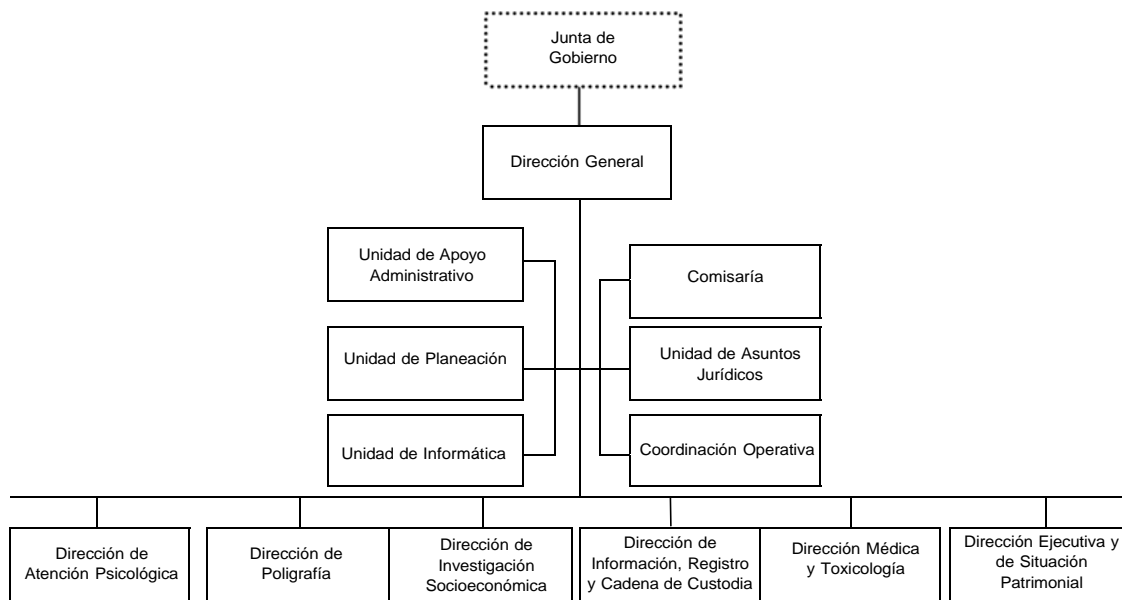 Junta de
Gobierno
Dirección General
Unidad de Apoyo
Administrativo
Comisaría
Unidad de Planeación
Unidad de Asuntos
Jurídicos
Unidad de Informática
Coordinación Operativa
Dirección de
Atención Psicológica
Dirección de
Poligrafía
Dirección de
Investigación
Socioeconómica
Dirección de
Información, Registro
y Cadena de Custodia
Dirección Médica
y Toxicología
Dirección Ejecutiva y
de Situación
Patrimonial